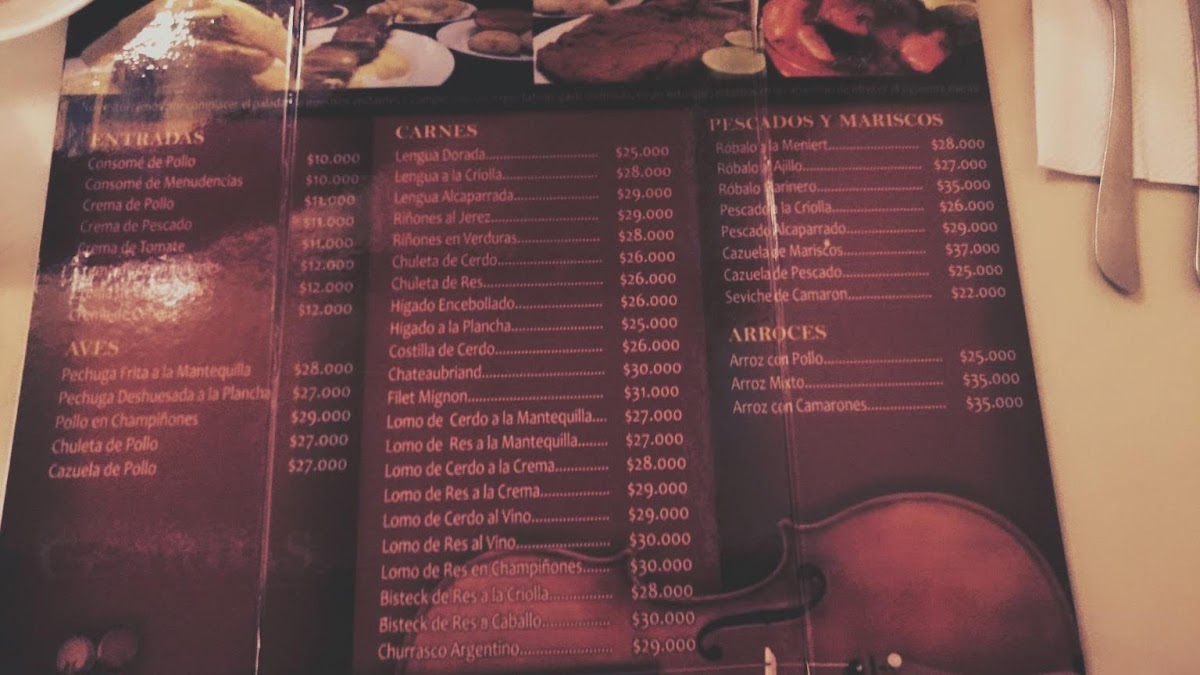 ENTRADAS
Consomé de Pollo $10.000
Consomé de Menudencias $10.000
Crema de Pollo $11.000
Crema de Pescado $11.000
Crema de Tomate $11.000
$12.000
$12.000
$12.000
AVES
Pechuga Frita a la Mantequilla $28.000
Pechuga Deshuesada a la Plancha $27.000
Pollo en Champiñones $29.000
Chuleta de Pollo $27.000
Cazuela de Pollo $27.000
CARNES
Lengua Dorada $25.000
Lengua a la Criolla $28.000
Lengua Alcaparrada $29.000
Riñones al Jerez $29.000
Riñones en Verduras $28.000
Chuleta de Cerdo $26.000
Chuleta de Res $26.000
Hígado Encebollado $26.000
Hígado a la Plancha $25.000
Costilla de Cerdo $26.000
Chateaubriand $30.000
Filet Mignon $31.000
Lomo de Cerdo a la Mantequilla $27.000
Lomo de Res a la Mantequilla $27.000
Lomo de Cerdo a la Crema $28.000
Lomo de Res a la Crema $29.000
Lomo de Cerdo al Vino $29.000
Lomo de Res al Vino $30.000
Lomo de Res en Champiñones $30.000
Bisteck de Res a la Criolla $28.000
Bisteck de Res a Caballo $30.000
Churrasco Argentino $29.000
PESCADOS Y MARISCOS
Róbalo a la Meniert $28.000
Róbalo al Ajillo $27.000
Róbalo Marinero $35.000
Pescado a la Criolla $26.000
Pescado Alcaparrado $29.000
Cazuela de Mariscos $37.000
Cazuela de Pescado $25.000
Seviche de Camaron $22.000
ARROCES
Arroz con Pollo $25.000
Arroz Mixto $35.000
Arroz con Camarones $35.000